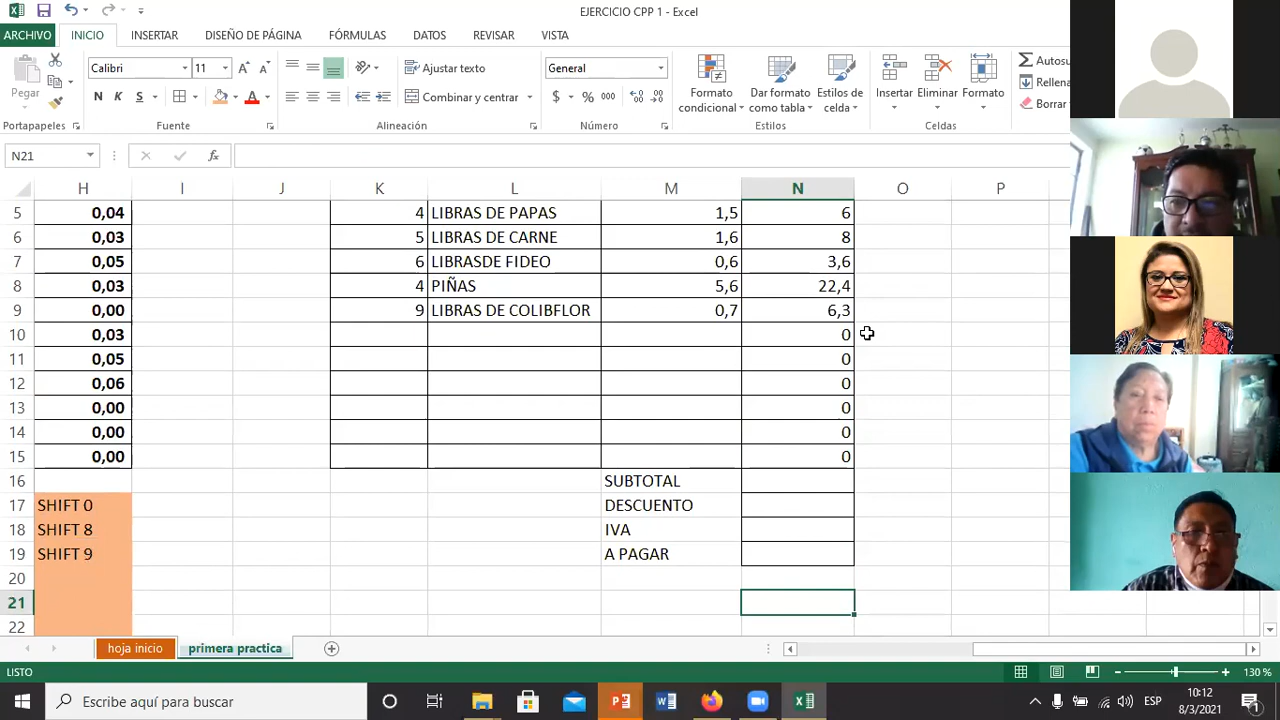 EJERCICIO CPP 1 - Excel
ARCHIVO INICIO INSERTAR DISEÑO DE PÁGINA FÓRMULAS DATOS REVISAR VISTA
Pegar
Calibri 11
N K S
Ajustar texto
Combinar y centrar
General
$ % 000
Formato condicional
Dar formato como tabla
Estilos de celda
Insertar
Eliminar
Formato
Autosu
Rellena
Borrar
Portapapeles Fuente Alineación Número Estilos Celdas
N21 fx
H I J K L M N O P
5 0,04 4 LIBRAS DE PAPAS 1,5 6
6 0,03 5 LIBRAS DE CARNE 1,6 8
7 0,05 6 LIBRASDE FIDEO 0,6 3,6
8 0,03 4 PIÑAS 5,6 22,4
9 0,00 9 LIBRAS DE COLIBFLOR 0,7 6,3
10 0,03 0
11 0,05 0
12 0,06 0
13 0,00 0
14 0,00 0
15 0,00 0
16 SUBTOTAL
17 SHIFT 0 DESCUENTO
18 SHIFT 8 IVA
19 SHIFT 9 A PAGAR
20
21
22
hoja inicio primera practica
LISTO 130 %
Escribe aquí para buscar
ESP
10:12
8/3/2021